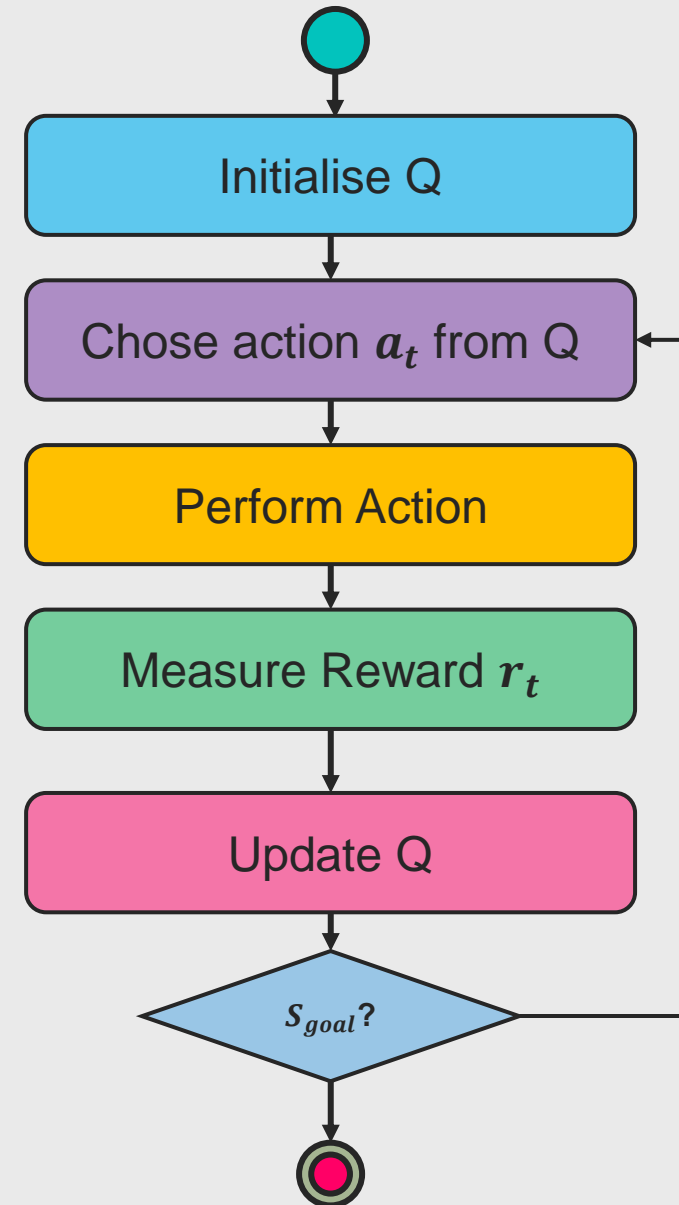 Initialise Q
Chose action a_t from Q
Perform Action
Measure Reward r_t
Update Q
S_goal?